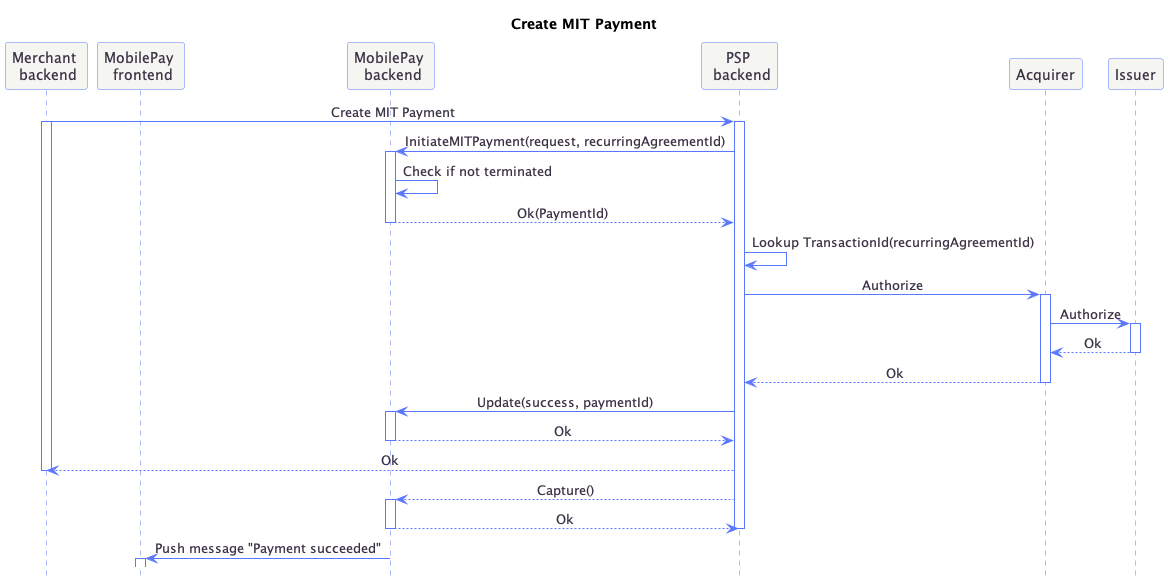 Create MIT Payment
Merchant
backend
MobilePay
frontend
MobilePay
backend
PSP
backend
Acquirer
Issuer
Create MIT Payment
InitiateMITPayment(request, recurringAgreementId)
Check if not terminated
Ok(PaymentId)
Lookup TransactionId(recurringAgreementId)
Authorize
Authorize
Ok
Ok
Update(success, paymentId)
Ok
Ok
Capture()
Ok
Push message "Payment succeeded"